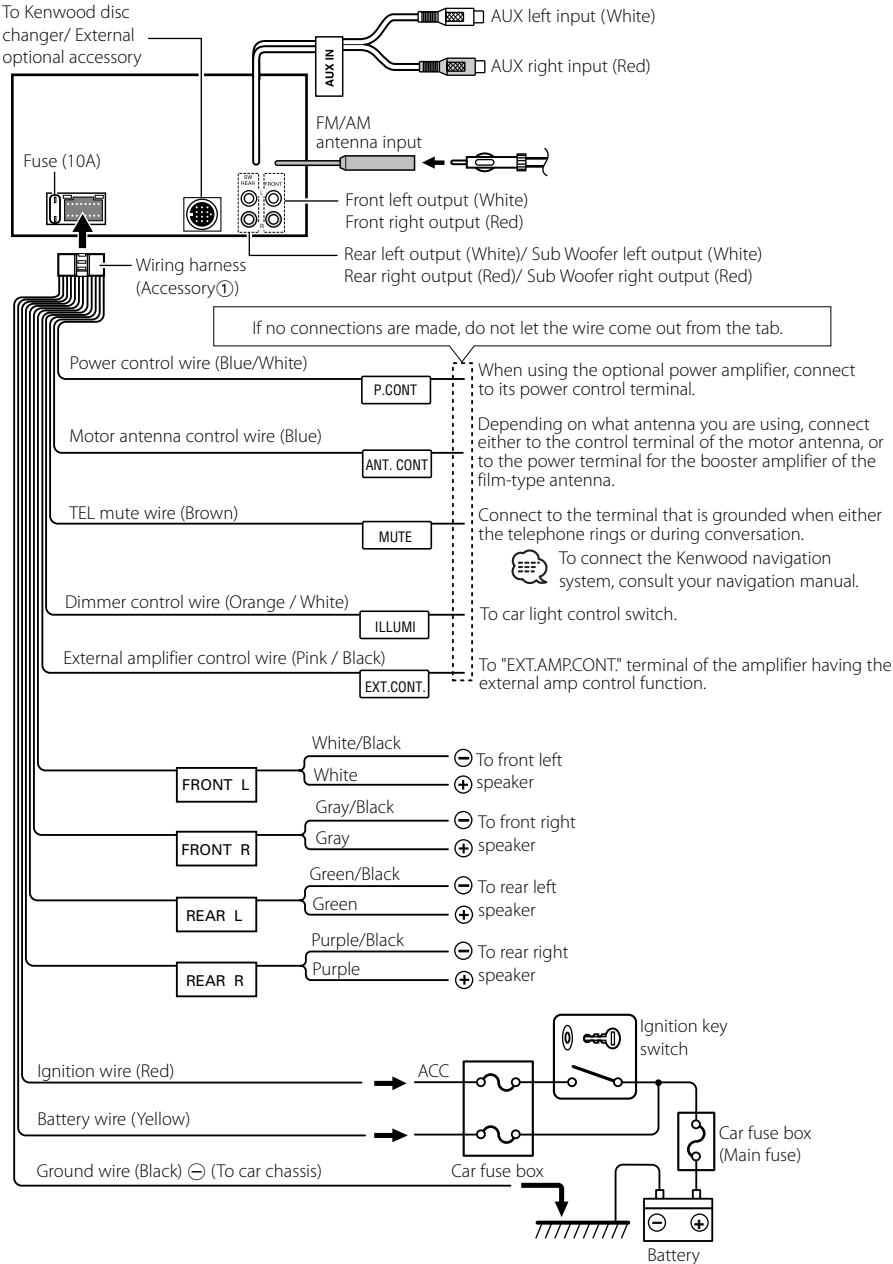 To Kenwood disc
changer/ External
optional accessory
AUX left input (White)
AUX IN
AUX right input (Red)
FM/AM
antenna input
Fuse (10A)
SW
REAR
FRONT
L
R
Front left output (White)
Front right output (Red)
Rear left output (White)/ Sub Woofer left output (White)
Rear right output (Red)/ Sub Woofer right output (Red)
Wiring harness
(Accessory①)
If no connections are made, do not let the wire come out from the tab.
Power control wire (Blue/White)
P.CONT
When using the optional power amplifier, connect
to its power control terminal.
Motor antenna control wire (Blue)
ANT. CONT
Depending on what antenna you are using, connect
either to the control terminal of the motor antenna, or
to the power terminal for the booster amplifier of the
film-type antenna.
TEL mute wire (Brown)
MUTE
Connect to the terminal that is grounded when either
the telephone rings or during conversation.
To connect the Kenwood navigation
system, consult your navigation manual.
Dimmer control wire (Orange / White)
ILLUMI
To car light control switch.
External amplifier control wire (Pink / Black)
EXT.CONT.
To "EXT.AMP.CONT." terminal of the amplifier having the
external amp control function.
White/Black
White
FRONT L
⊖ To front left
⊕ speaker
Gray/Black
Gray
FRONT R
⊖ To front right
⊕ speaker
Green/Black
Green
REAR L
⊖ To rear left
⊕ speaker
Purple/Black
Purple
REAR R
⊖ To rear right
⊕ speaker
Ignition key
switch
Ignition wire (Red)
ACC
Battery wire (Yellow)
Car fuse box
(Main fuse)
Ground wire (Black) ⊖ (To car chassis)
Car fuse box
⊖ ⊕
Battery